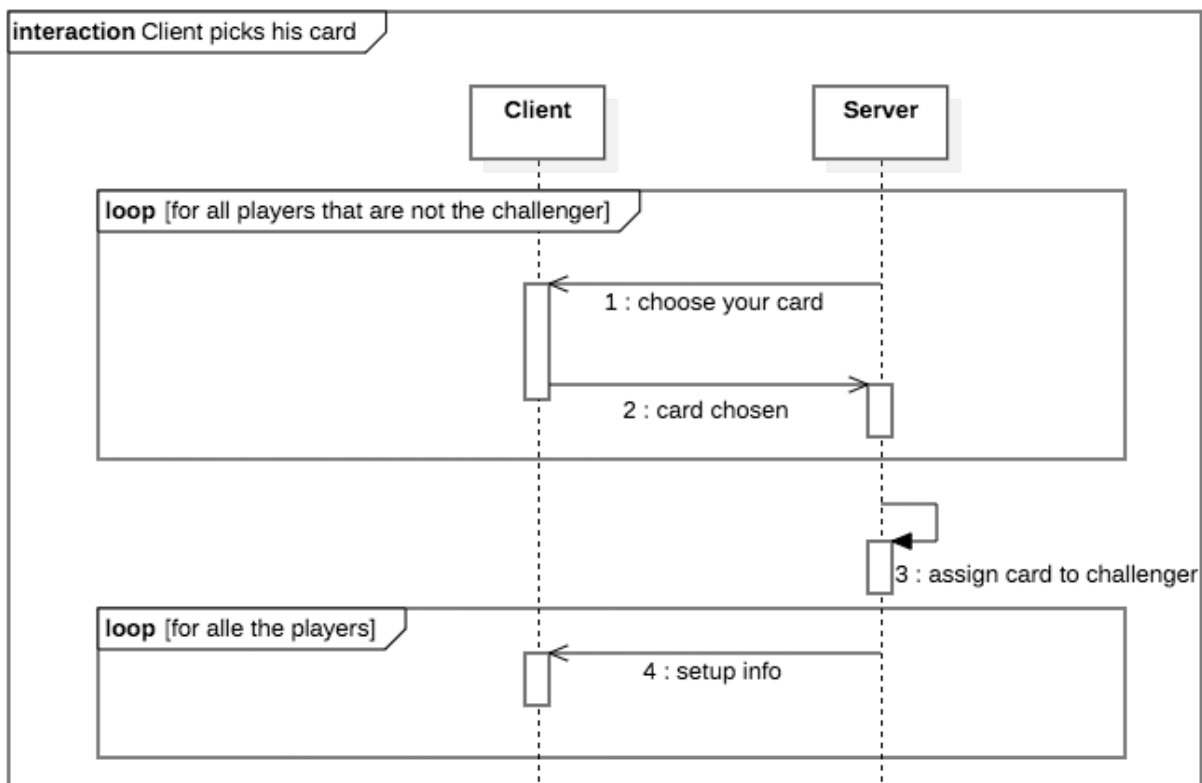 interaction Client picks his card
Client
Server
loop [for all players that are not the challenger]
1 : choose your card
2 : card chosen
3 : assign card to challenger
loop [for alle the players]
4 : setup info